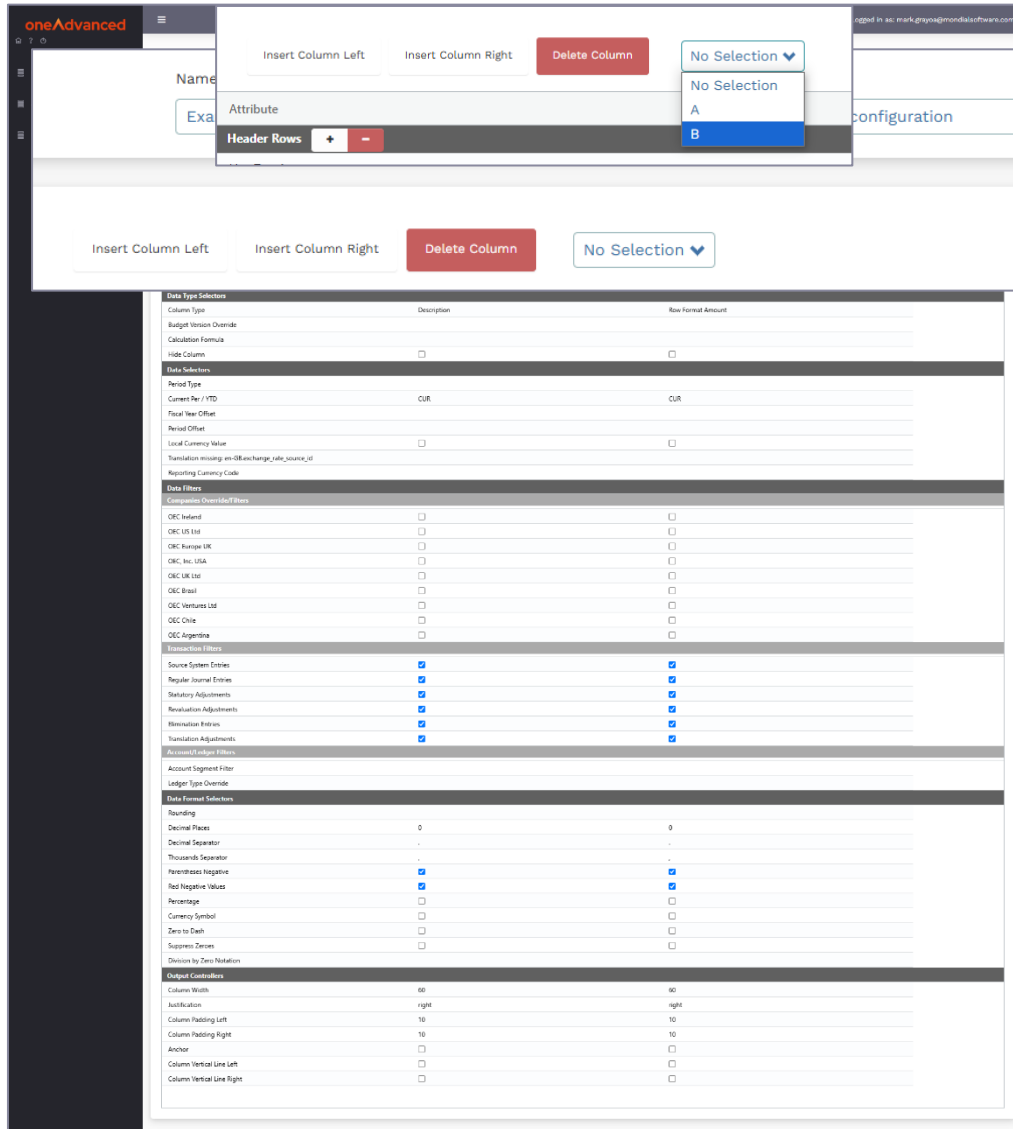 oneAdvanced
.ogged in as: mark.grayoa@mondialsoftware.com
Insert Column Left Insert Column Right Delete Column No Selection
No Selection
A
B
Attribute
Header Rows + -
Name
Exa
configuration
Insert Column Left Insert Column Right Delete Column No Selection
Data Type Selectors
Column Type Description Row Format Amount
Budget Version Override
Calculation Formula
Hide Column
Data Selectors
Period Type
Current Per / YTD CUR CUR
Fiscal Year Offset
Period Offset
Local Currency Value
Translation missing: en-GB.exchange_rate_source_id
Reporting Currency Code
Data Filters
Companies Override/Filters
OEC Ireland
OEC US Ltd
OEC Europe UK
OEC, Inc. USA
OEC UK Ltd
OEC Brasil
OEC Ventures Ltd
OEC Chile
OEC Argentina
Transaction Filters
Source System Entries
Regular Journal Entries
Statutory Adjustments
Revaluation Adjustments
Elimination Entries
Translation Adjustments
Account/Ledger Filters
Account Segment Filter
Ledger Type Override
Data Format Selectors
Rounding
Decimal Places 0 0
Decimal Separator . .
Thousands Separator , ,
Parentheses Negative
Red Negative Values
Percentage
Currency Symbol
Zero to Dash
Suppress Zeroes
Division by Zero Notation
Output Controllers
Column Width 60 60
Justification right right
Column Padding Left 10 10
Column Padding Right 10 10
Anchor
Column Vertical Line Left
Column Vertical Line Right